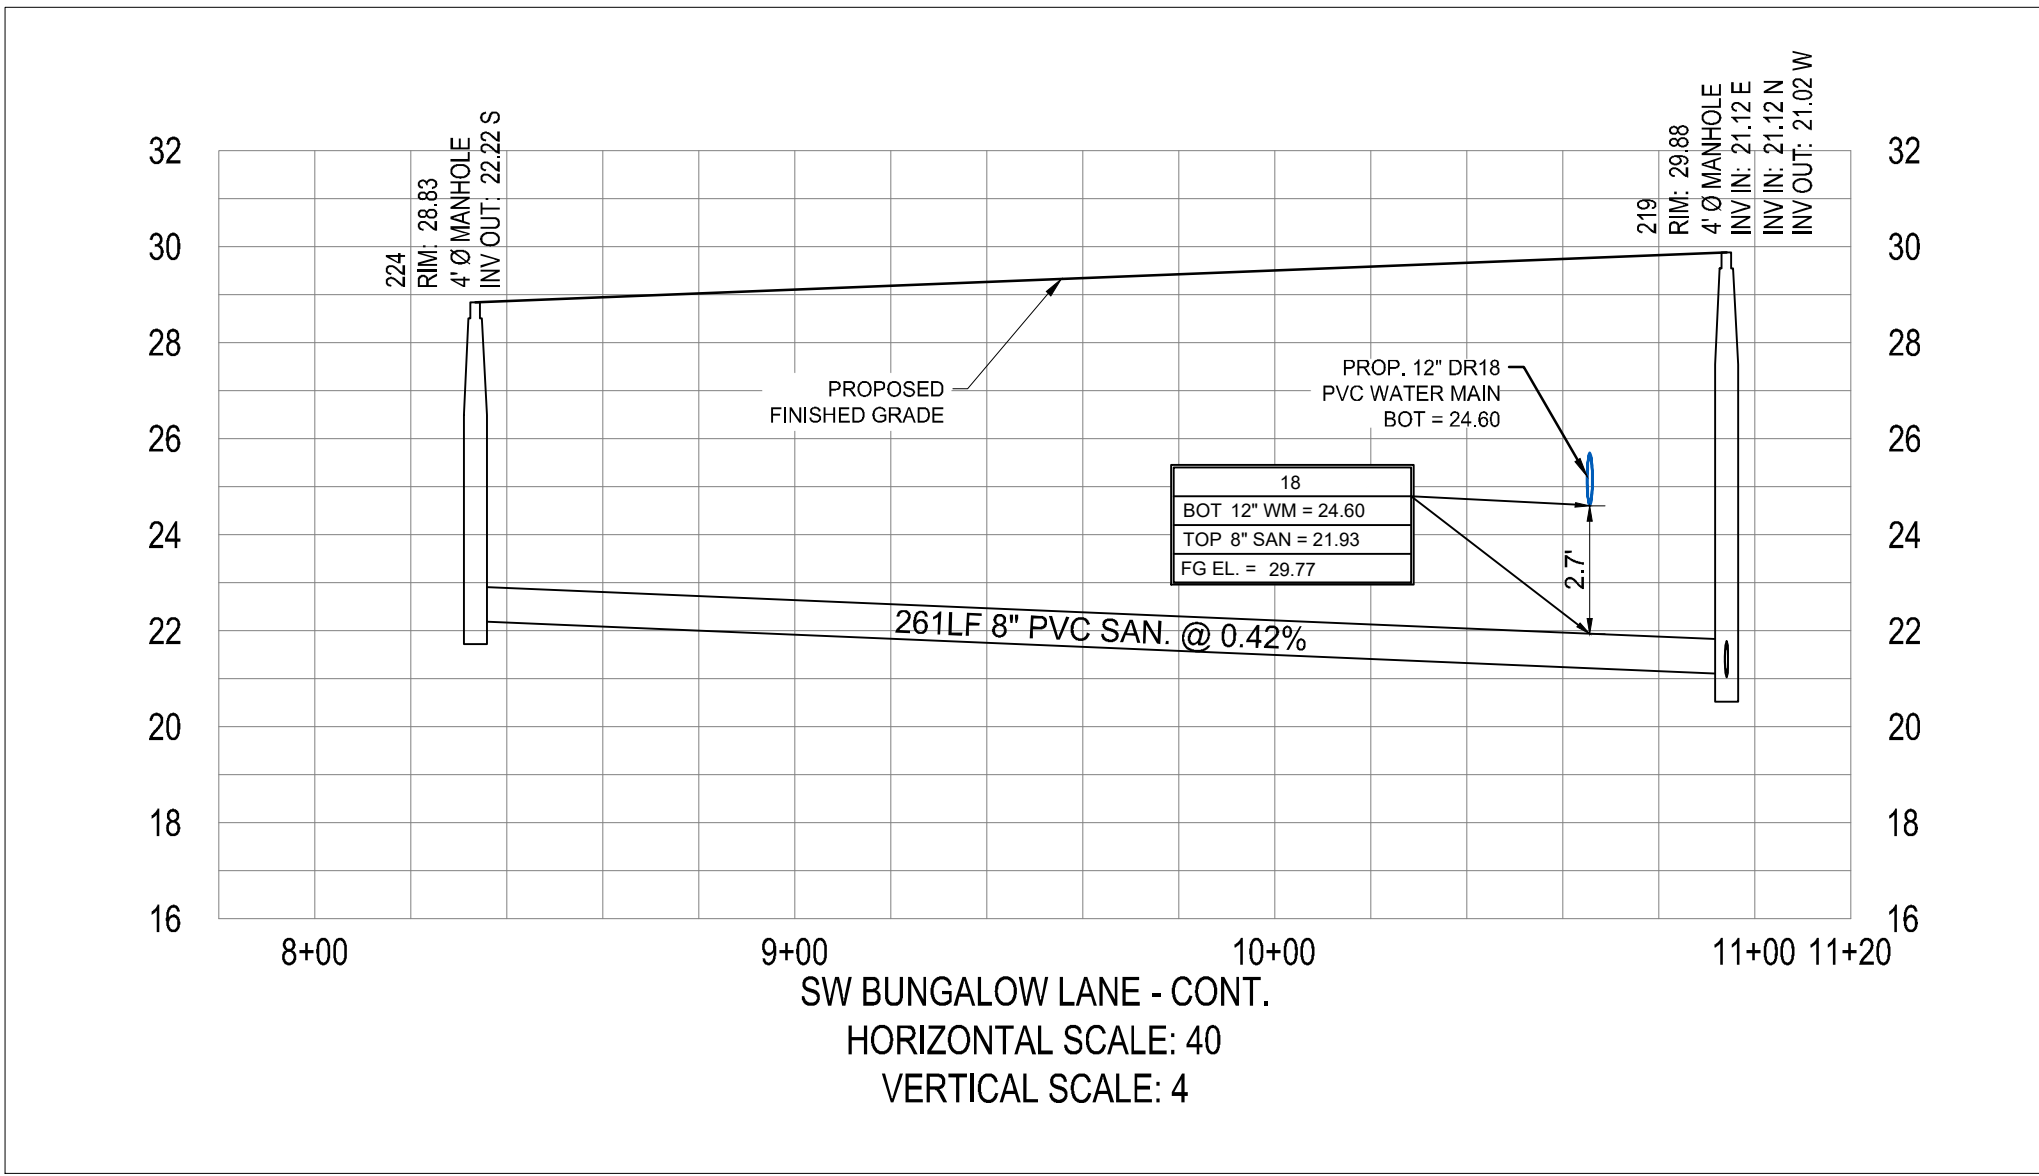 224
RIM: 28.83
4' Ø MANHOLE
INV OUT: 22.22 S
219
RIM: 29.88
4' Ø MANHOLE
INV IN: 21.12 E
INV IN: 21.12 N
INV OUT: 21.02 W
32
32
30
30
28
28
26
26
24
24
22
22
20
20
18
18
16
16
PROPOSED
FINISHED GRADE
PROP. 12" DR18
PVC WATER MAIN
BOT = 24.60
18
BOT 12" WM = 24.60
TOP 8" SAN = 21.93
FG EL. = 29.77
2.7'
261LF 8" PVC SAN. @ 0.42%
8+00
9+00
10+00
11+00
11+20
SW BUNGALOW LANE - CONT.
HORIZONTAL SCALE: 40
VERTICAL SCALE: 4